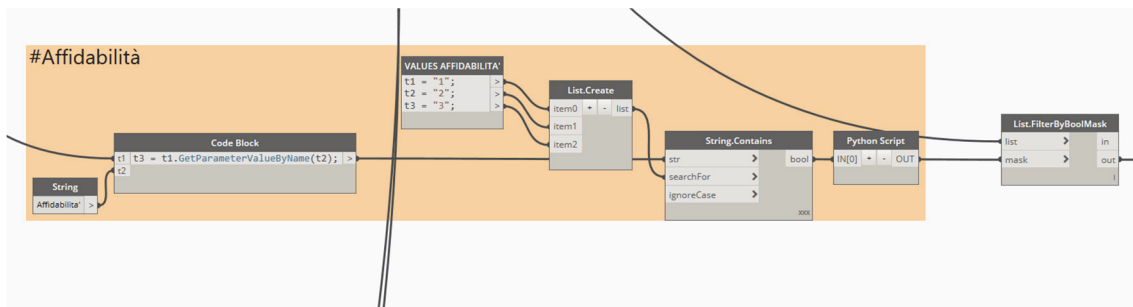 #Affidabilità
VALUES AFFIDABILITA'
t1 = "1"; >
t2 = "2"; >
t3 = "3"; >
List.Create
item0 + - list
item1
item2
Code Block
t1 t3 = t1.GetParameterValueByName(t2); >
t2
String
Affidabilita' >
String.Contains
str > bool
searchFor >
ignoreCase >
xxx
Python Script
IN[0] + - OUT
List.FilterByBoolMask
list > in
mask > out
l